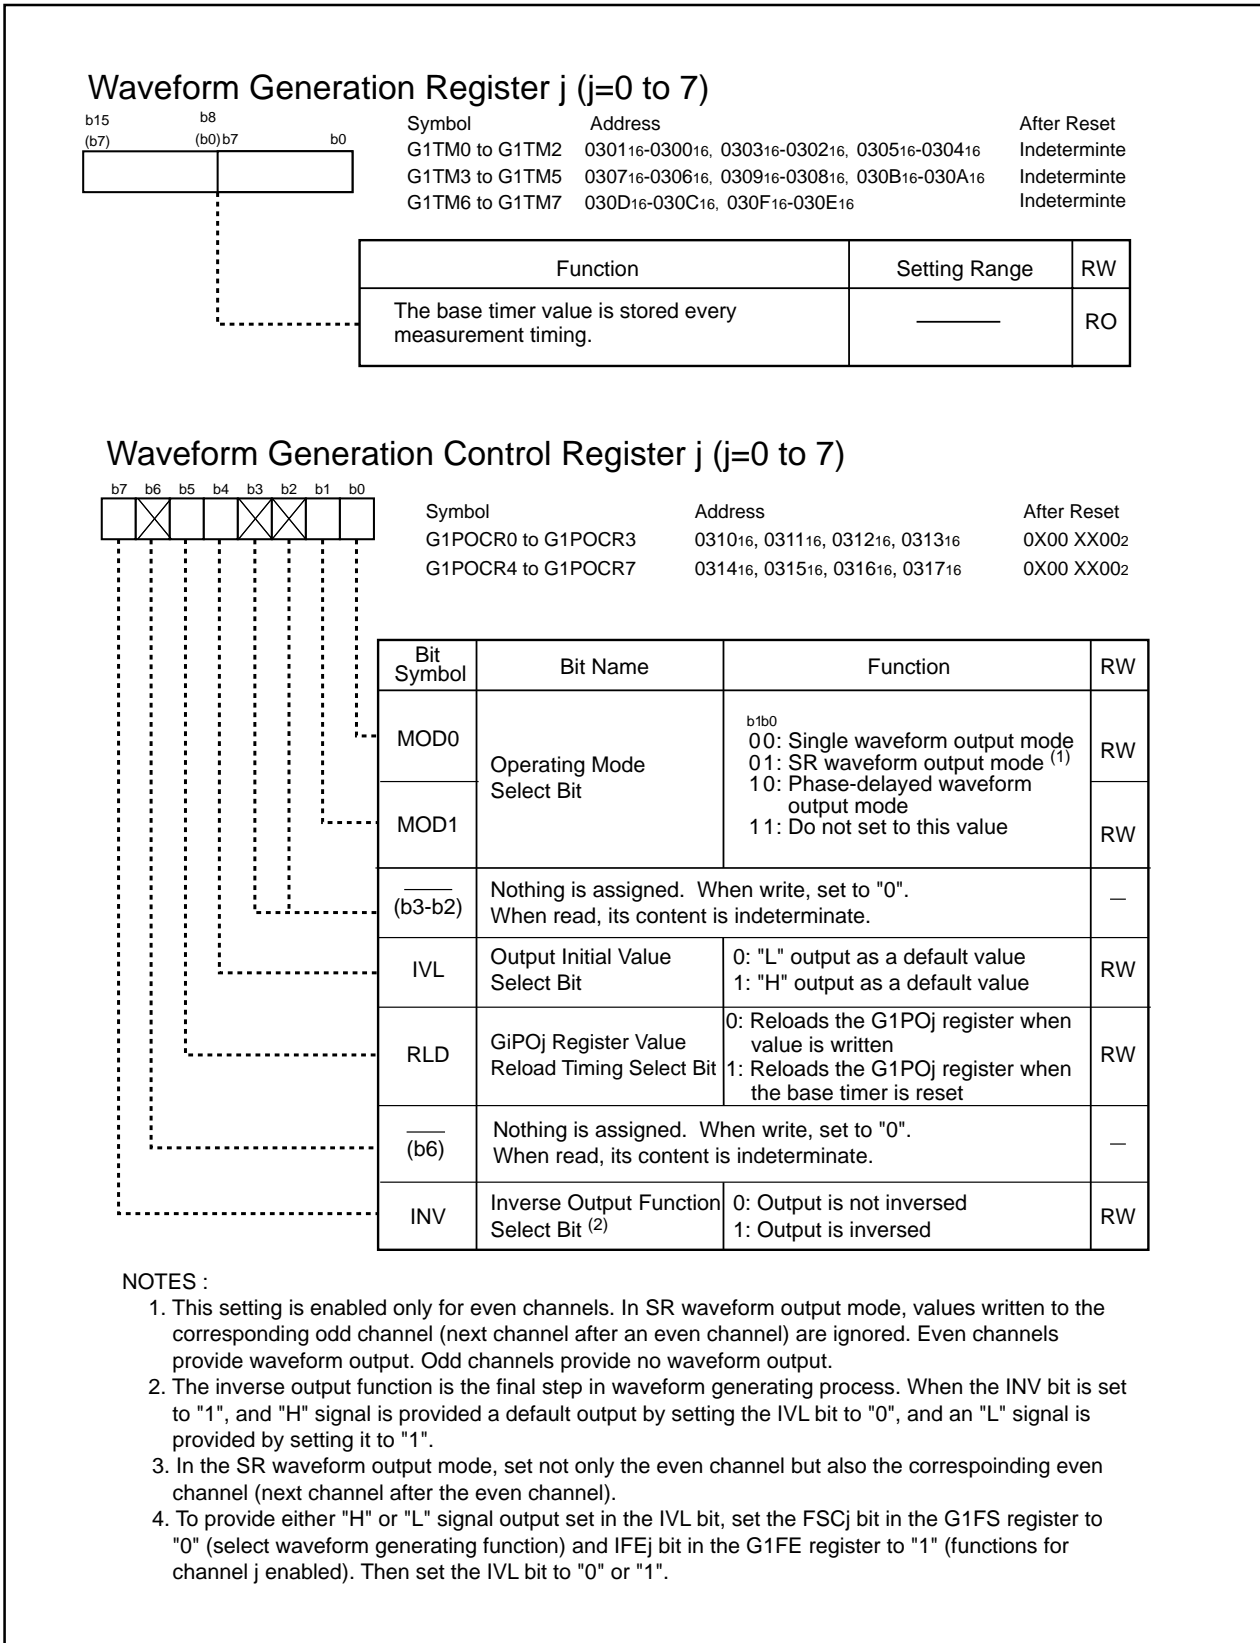 Waveform Generation Register j (j=0 to 7)
b15 b8
(b7) (b0) b7 b0
Symbol Address After Reset
G1TM0 to G1TM2 030116-030016, 030316-030216, 030516-030416 Indeterminte
G1TM3 to G1TM5 030716-030616, 030916-030816, 030B16-030A16 Indeterminte
G1TM6 to G1TM7 030D16-030C16, 030F16-030E16 Indeterminte
Function Setting Range RW
The base timer value is stored every
measurement timing.
RO
Waveform Generation Control Register j (j=0 to 7)
b7 b6 b5 b4 b3 b2 b1 b0
Symbol Address After Reset
G1POCR0 to G1POCR3 031016, 031116, 031216, 031316 0X00 XX002
G1POCR4 to G1POCR7 031416, 031516, 031616, 031716 0X00 XX002
Bit
Symbol
Bit Name Function RW
MOD0
Operating Mode
Select Bit
b1b0
00: Single waveform output mode
01: SR waveform output mode (1)
10: Phase-delayed waveform
output mode
11: Do not set to this value
RW
MOD1
RW
(b3-b2)
Nothing is assigned. When write, set to "0".
When read, its content is indeterminate.
—
IVL
Output Initial Value
Select Bit
0: "L" output as a default value
1: "H" output as a default value
RW
RLD
GiPOj Register Value
Reload Timing Select Bit
0: Reloads the G1POj register when
value is written
1: Reloads the G1POj register when
the base timer is reset
RW
(b6)
Nothing is assigned. When write, set to "0".
When read, its content is indeterminate.
—
INV
Inverse Output Function
Select Bit (2)
0: Output is not inversed
1: Output is inversed
RW
NOTES :
1. This setting is enabled only for even channels. In SR waveform output mode, values written to the
corresponding odd channel (next channel after an even channel) are ignored. Even channels
provide waveform output. Odd channels provide no waveform output.
2. The inverse output function is the final step in waveform generating process. When the INV bit is set
to "1", and "H" signal is provided a default output by setting the IVL bit to "0", and an "L" signal is
provided by setting it to "1".
3. In the SR waveform output mode, set not only the even channel but also the correspoinding even
channel (next channel after the even channel).
4. To provide either "H" or "L" signal output set in the IVL bit, set the FSCj bit in the G1FS register to
"0" (select waveform generating function) and IFEj bit in the G1FE register to "1" (functions for
channel j enabled). Then set the IVL bit to "0" or "1".